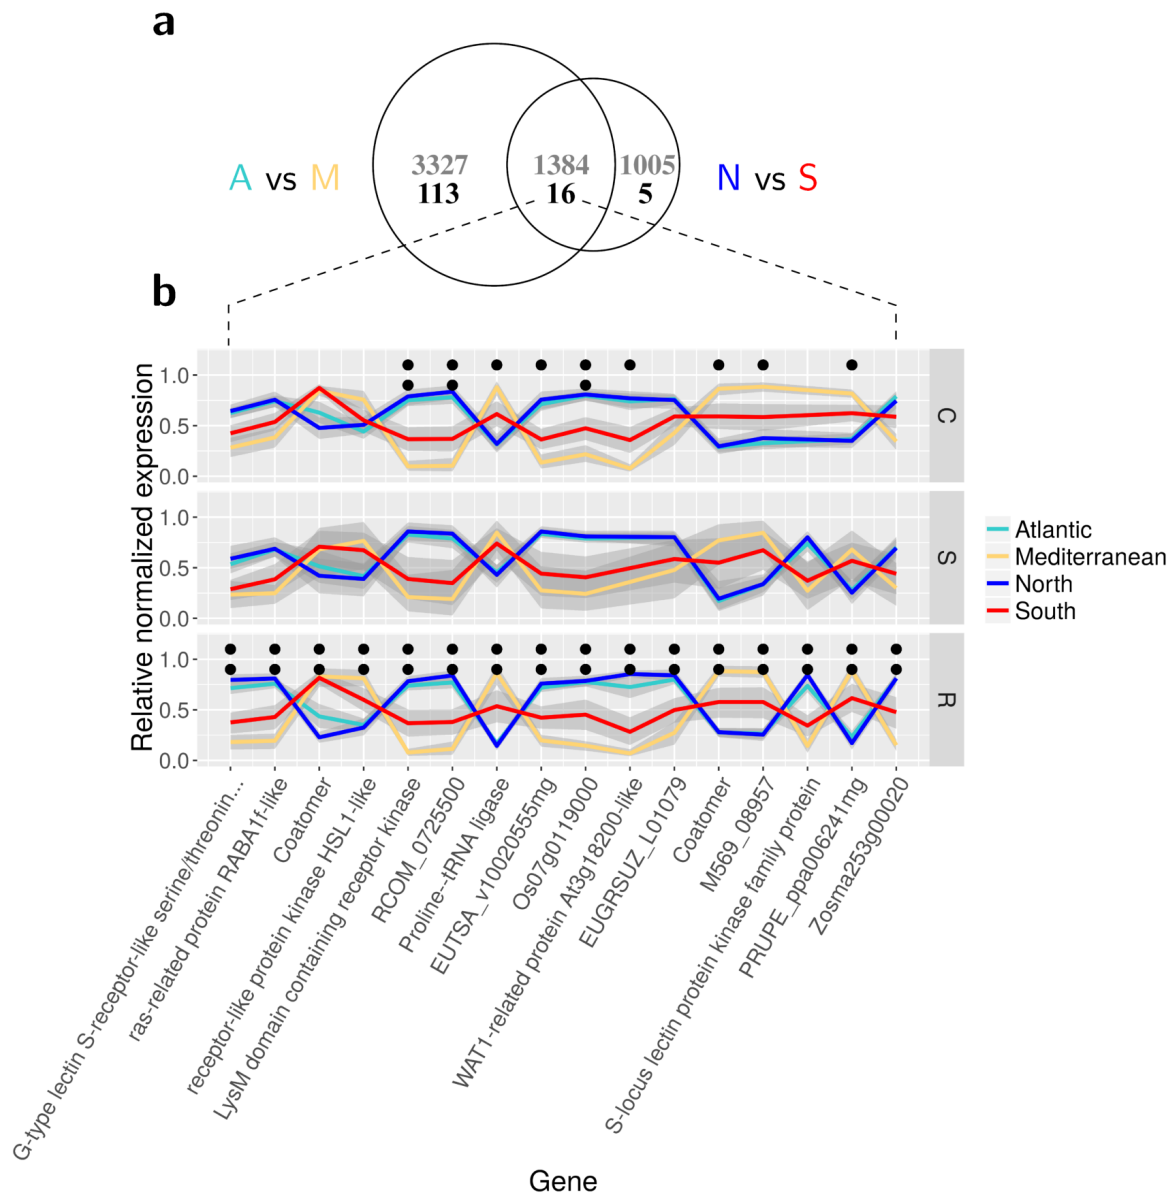 a
A vs M
3327
113
1384
16
1005
5
N vs S
b
Relative normalized expression
1.0
0.5
0.0
C
1.0
0.5
0.0
S
1.0
0.5
0.0
R
Atlantic
Mediterranean
North
South
G-type lectin S-receptor-like serine/threonin...
ras-related protein RABA1f-like
Coatomer
receptor-like protein kinase HSL1-like
LysM domain containing receptor kinase
RCOM_0725500
Proline--tRNA ligase
EUTSA_v10020555mg
Os07g0119000
WAT1-related protein At3g18200-like
EUGRSUZ_L01079
Coatomer
M569_08957
S-locus lectin protein kinase family protein
PRUPE_ppa006241mg
Zosma253g00020
Gene